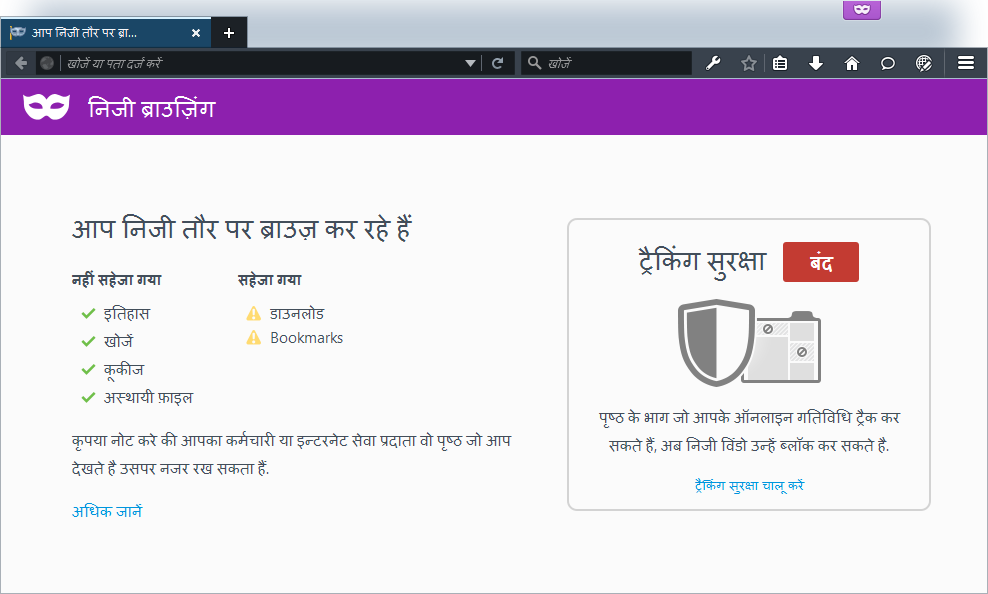 आप निजी तौर पर ब्रा...
खोजें या पता दर्ज करें
खोजें
निजी ब्राउज़िंग
आप निजी तौर पर ब्राउज़ कर रहे हैं
नहीं सहेजा गया
इतिहास
खोजें
कूकीज
अस्थायी फ़ाइल
सहेजा गया
डाउनलोड
Bookmarks
कृपया नोट करे की आपका कर्मचारी या इन्टरनेट सेवा प्रदाता वो पृष्ठ जो आप
देखते है उसपर नजर रख सकता हैं.
अधिक जानें
ट्रैकिंग सुरक्षा बंद
पृष्ठ के भाग जो आपके ऑनलाइन गतिविधि ट्रैक कर
सकते हैं, अब निजी विंडो उन्हें ब्लॉक कर सकते है.
ट्रैकिंग सुरक्षा चालू करें